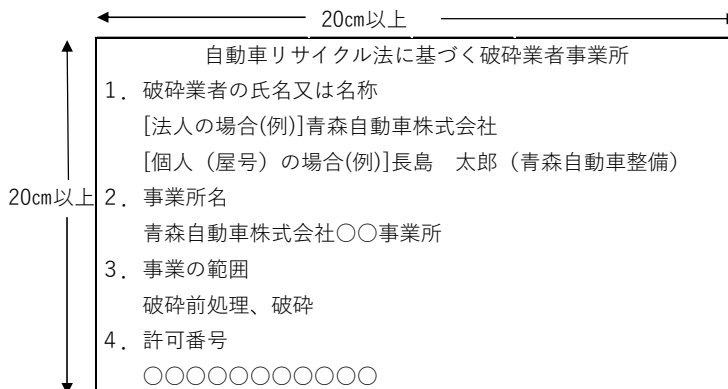 20㎝以上
自動車リサイクル法に基づく破砕業者事業所
1．破砕業者の氏名又は名称
[法人の場合(例)]青森自動車株式会社
[個人（屋号）の場合(例)]長島　太郎（青森自動車整備）
20㎝以上
2．事業所名
青森自動車株式会社○○事業所
3．事業の範囲
破砕前処理、破砕
4．許可番号
○○○○○○○○○○○